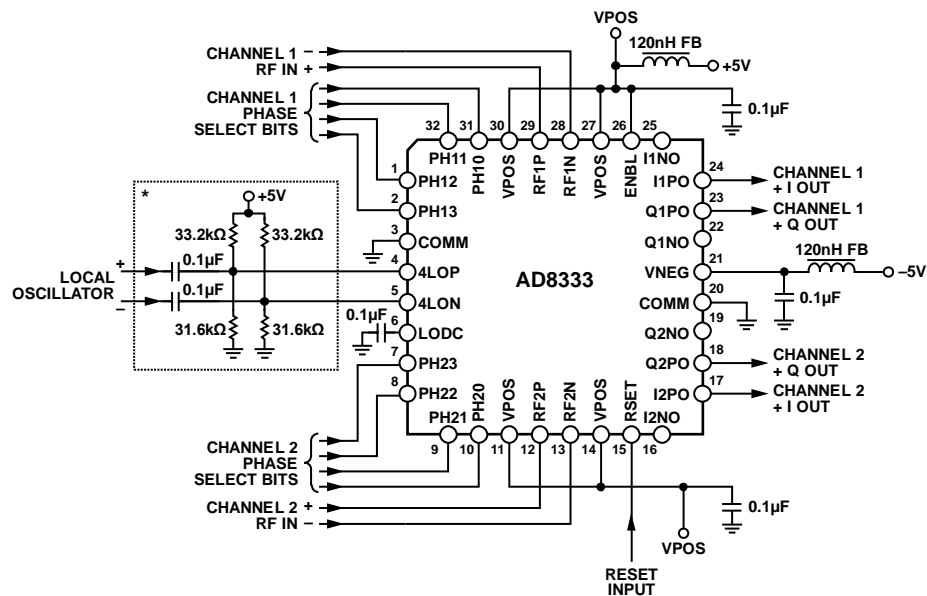 VPOS
120nH FB
+5V
0.1µF
CHANNEL 1 –
RF IN +
CHANNEL 1
PHASE
SELECT BITS
32 31 30 29 28 27 26 25
PH11 PH10 VPOS RF1P RF1N VPOS ENBL I1NO
1 PH12
2 PH13
3 COMM
4 4LOP
5 4LON
6 LODC
7 PH23
8 PH22
AD8333
I1PO 24
Q1PO 23
Q1NO 22
VNEG 21
COMM 20
Q2NO 19
Q2PO 18
I2PO 17
CHANNEL 1
+ I OUT
CHANNEL 1
+ Q OUT
120nH FB
–5V
0.1µF
CHANNEL 2
+ Q OUT
CHANNEL 2
+ I OUT
*
+5V
33.2kΩ 33.2kΩ
0.1µF
0.1µF
+
LOCAL
OSCILLATOR
–
31.6kΩ 31.6kΩ
0.1µF
PH21 PH20 VPOS RF2P RF2N VPOS RSET I2NO
9 10 11 12 13 14 15 16
CHANNEL 2
PHASE
SELECT BITS
CHANNEL 2 +
RF IN –
0.1µF
VPOS
RESET
INPUT